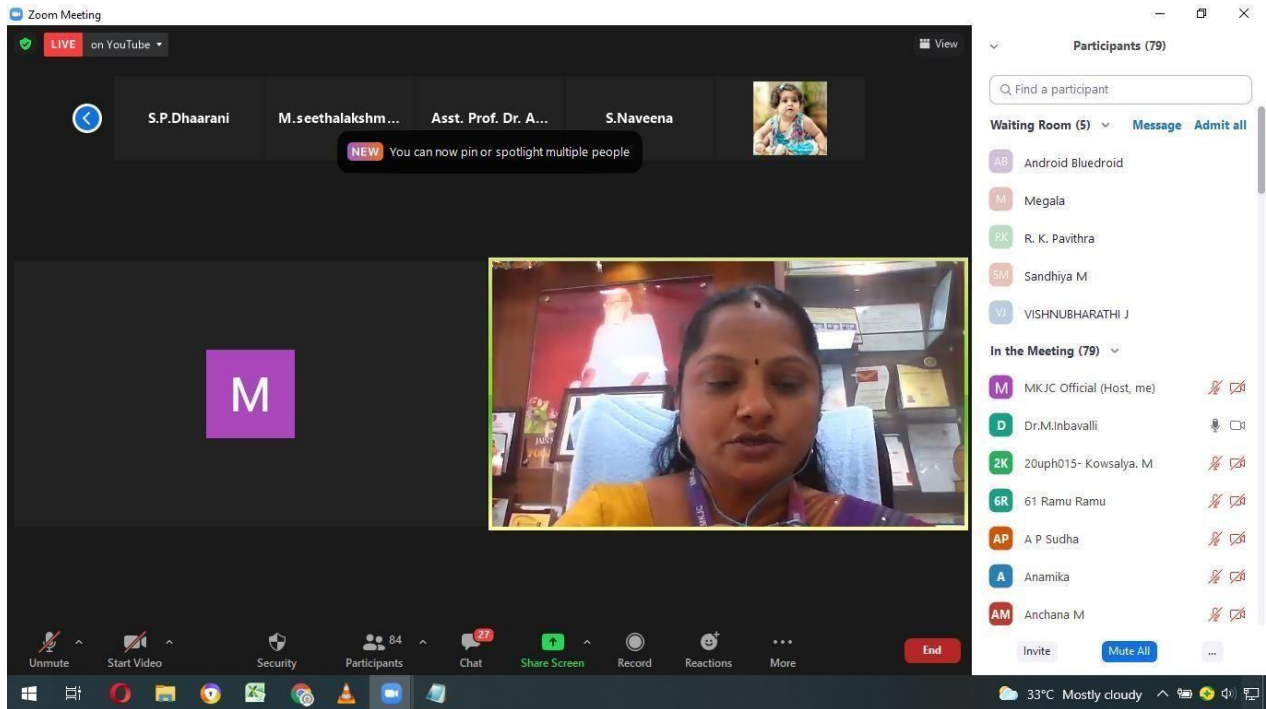 Zoom Meeting
LIVE on YouTube
View
S.P.Dhaarani
M.seethalakshm...
Asst. Prof. Dr. A...
S.Naveena
NEW You can now pin or spotlight multiple people
M
MKJC
Unmute
Start Video
Security
84
Participants
27
Chat
Share Screen
Record
Reactions
More
End
Participants (79)
Find a participant
Waiting Room (5) Message Admit all
AB Android Bluedroid
M Megala
RK R. K. Pavithra
SM Sandhiya M
VJ VISHNUBHARATHI J
In the Meeting (79)
M MKJC Official (Host, me)
D Dr.M.Inbavalli
2K 20uph015- Kowsalya. M
6R 61 Ramu Ramu
AP A P Sudha
A Anamika
AM Anchana M
Invite
Mute All
...
33°C Mostly cloudy